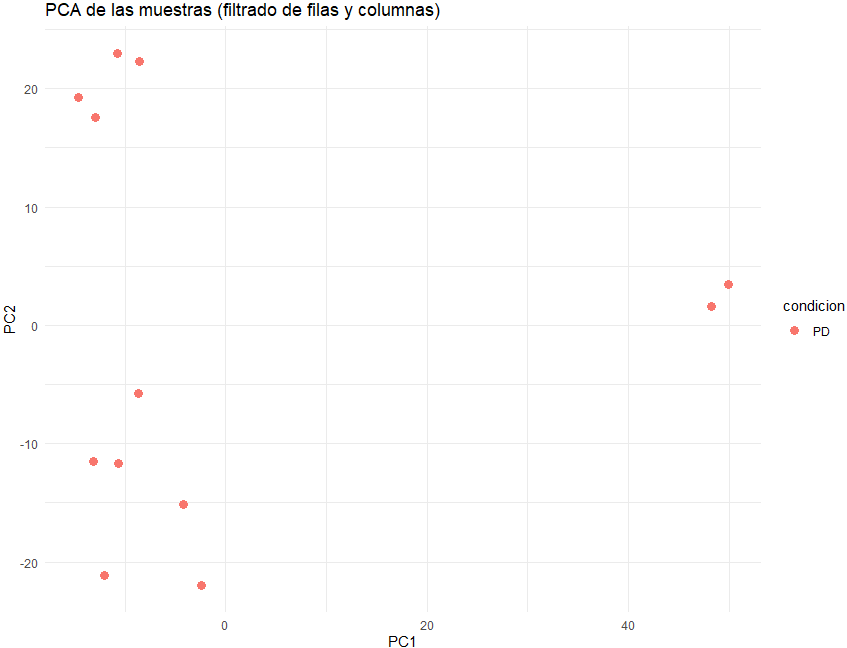 PCA de las muestras (filtrado de filas y columnas)
20
10
0
-10
-20
PC2
0
20
40
PC1
condicion
PD